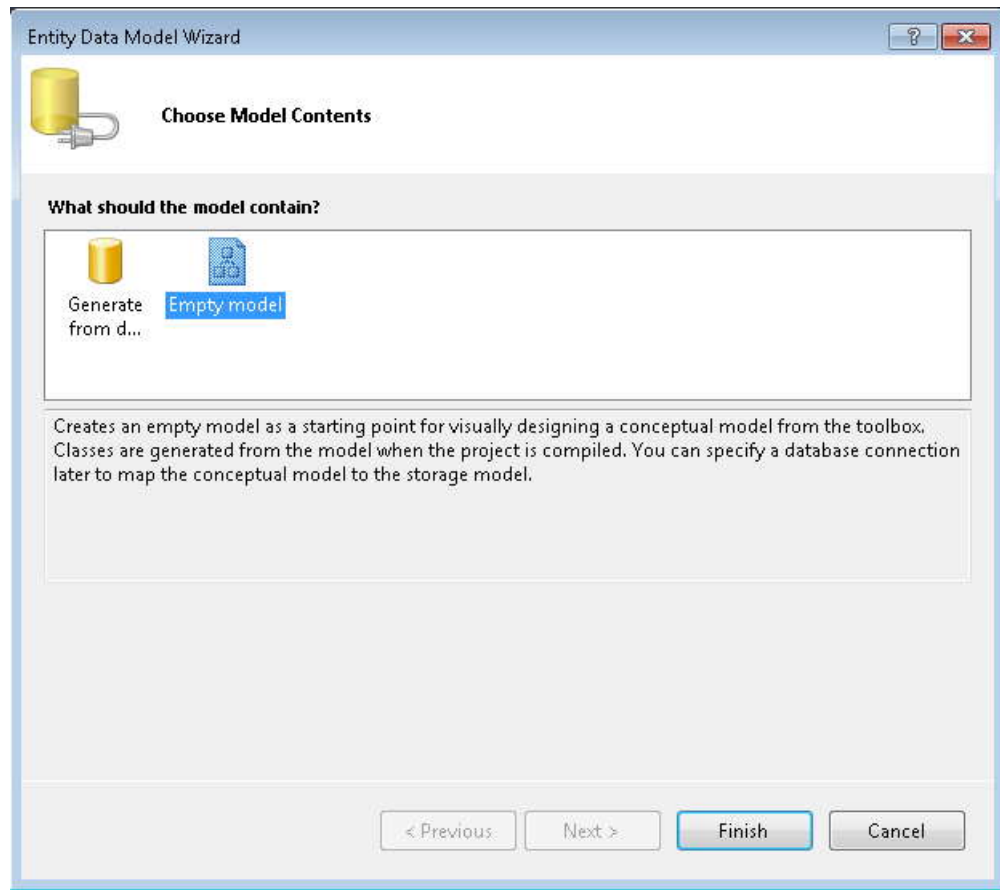 Entity Data Model Wizard
?
Choose Model Contents
What should the model contain?
Generate
from d...
Empty model
Creates an empty model as a starting point for visually designing a conceptual model from the toolbox.
Classes are generated from the model when the project is compiled. You can specify a database connection
later to map the conceptual model to the storage model.
< Previous
Next >
Finish
Cancel